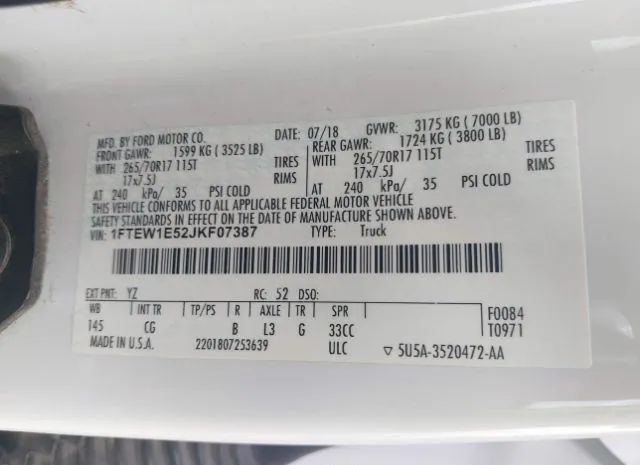 MFD. BY FORD MOTOR CO. DATE: 07/18 GVWR: 3175 KG ( 7000 LB)
FRONT GAWR: 1599 KG ( 3525 LB) REAR GAWR: 1724 KG ( 3800 LB)
WITH 265/70R17 115T TIRES WITH 265/70R17 115T TIRES
17x7.5J RIMS 17x7.5J RIMS
AT 240 kPa/ 35 PSI COLD AT 240 kPa/ 35 PSI COLD
THIS VEHICLE CONFORMS TO ALL APPLICABLE FEDERAL MOTOR VEHICLE
SAFETY STANDARDS IN EFFECT ON THE DATE OF MANUFACTURE SHOWN ABOVE.
VIN: 1FTEW1E52JKF07387 TYPE: Truck
EXT PNT: YZ RC: 52 DSO:
WB INT TR TP/PS R AXLE TR SPR F0084
145 CG B L3 G 33CC T0971
MADE IN U.S.A. 2201807253639 ULC ▽ 5U5A-3520472-AA